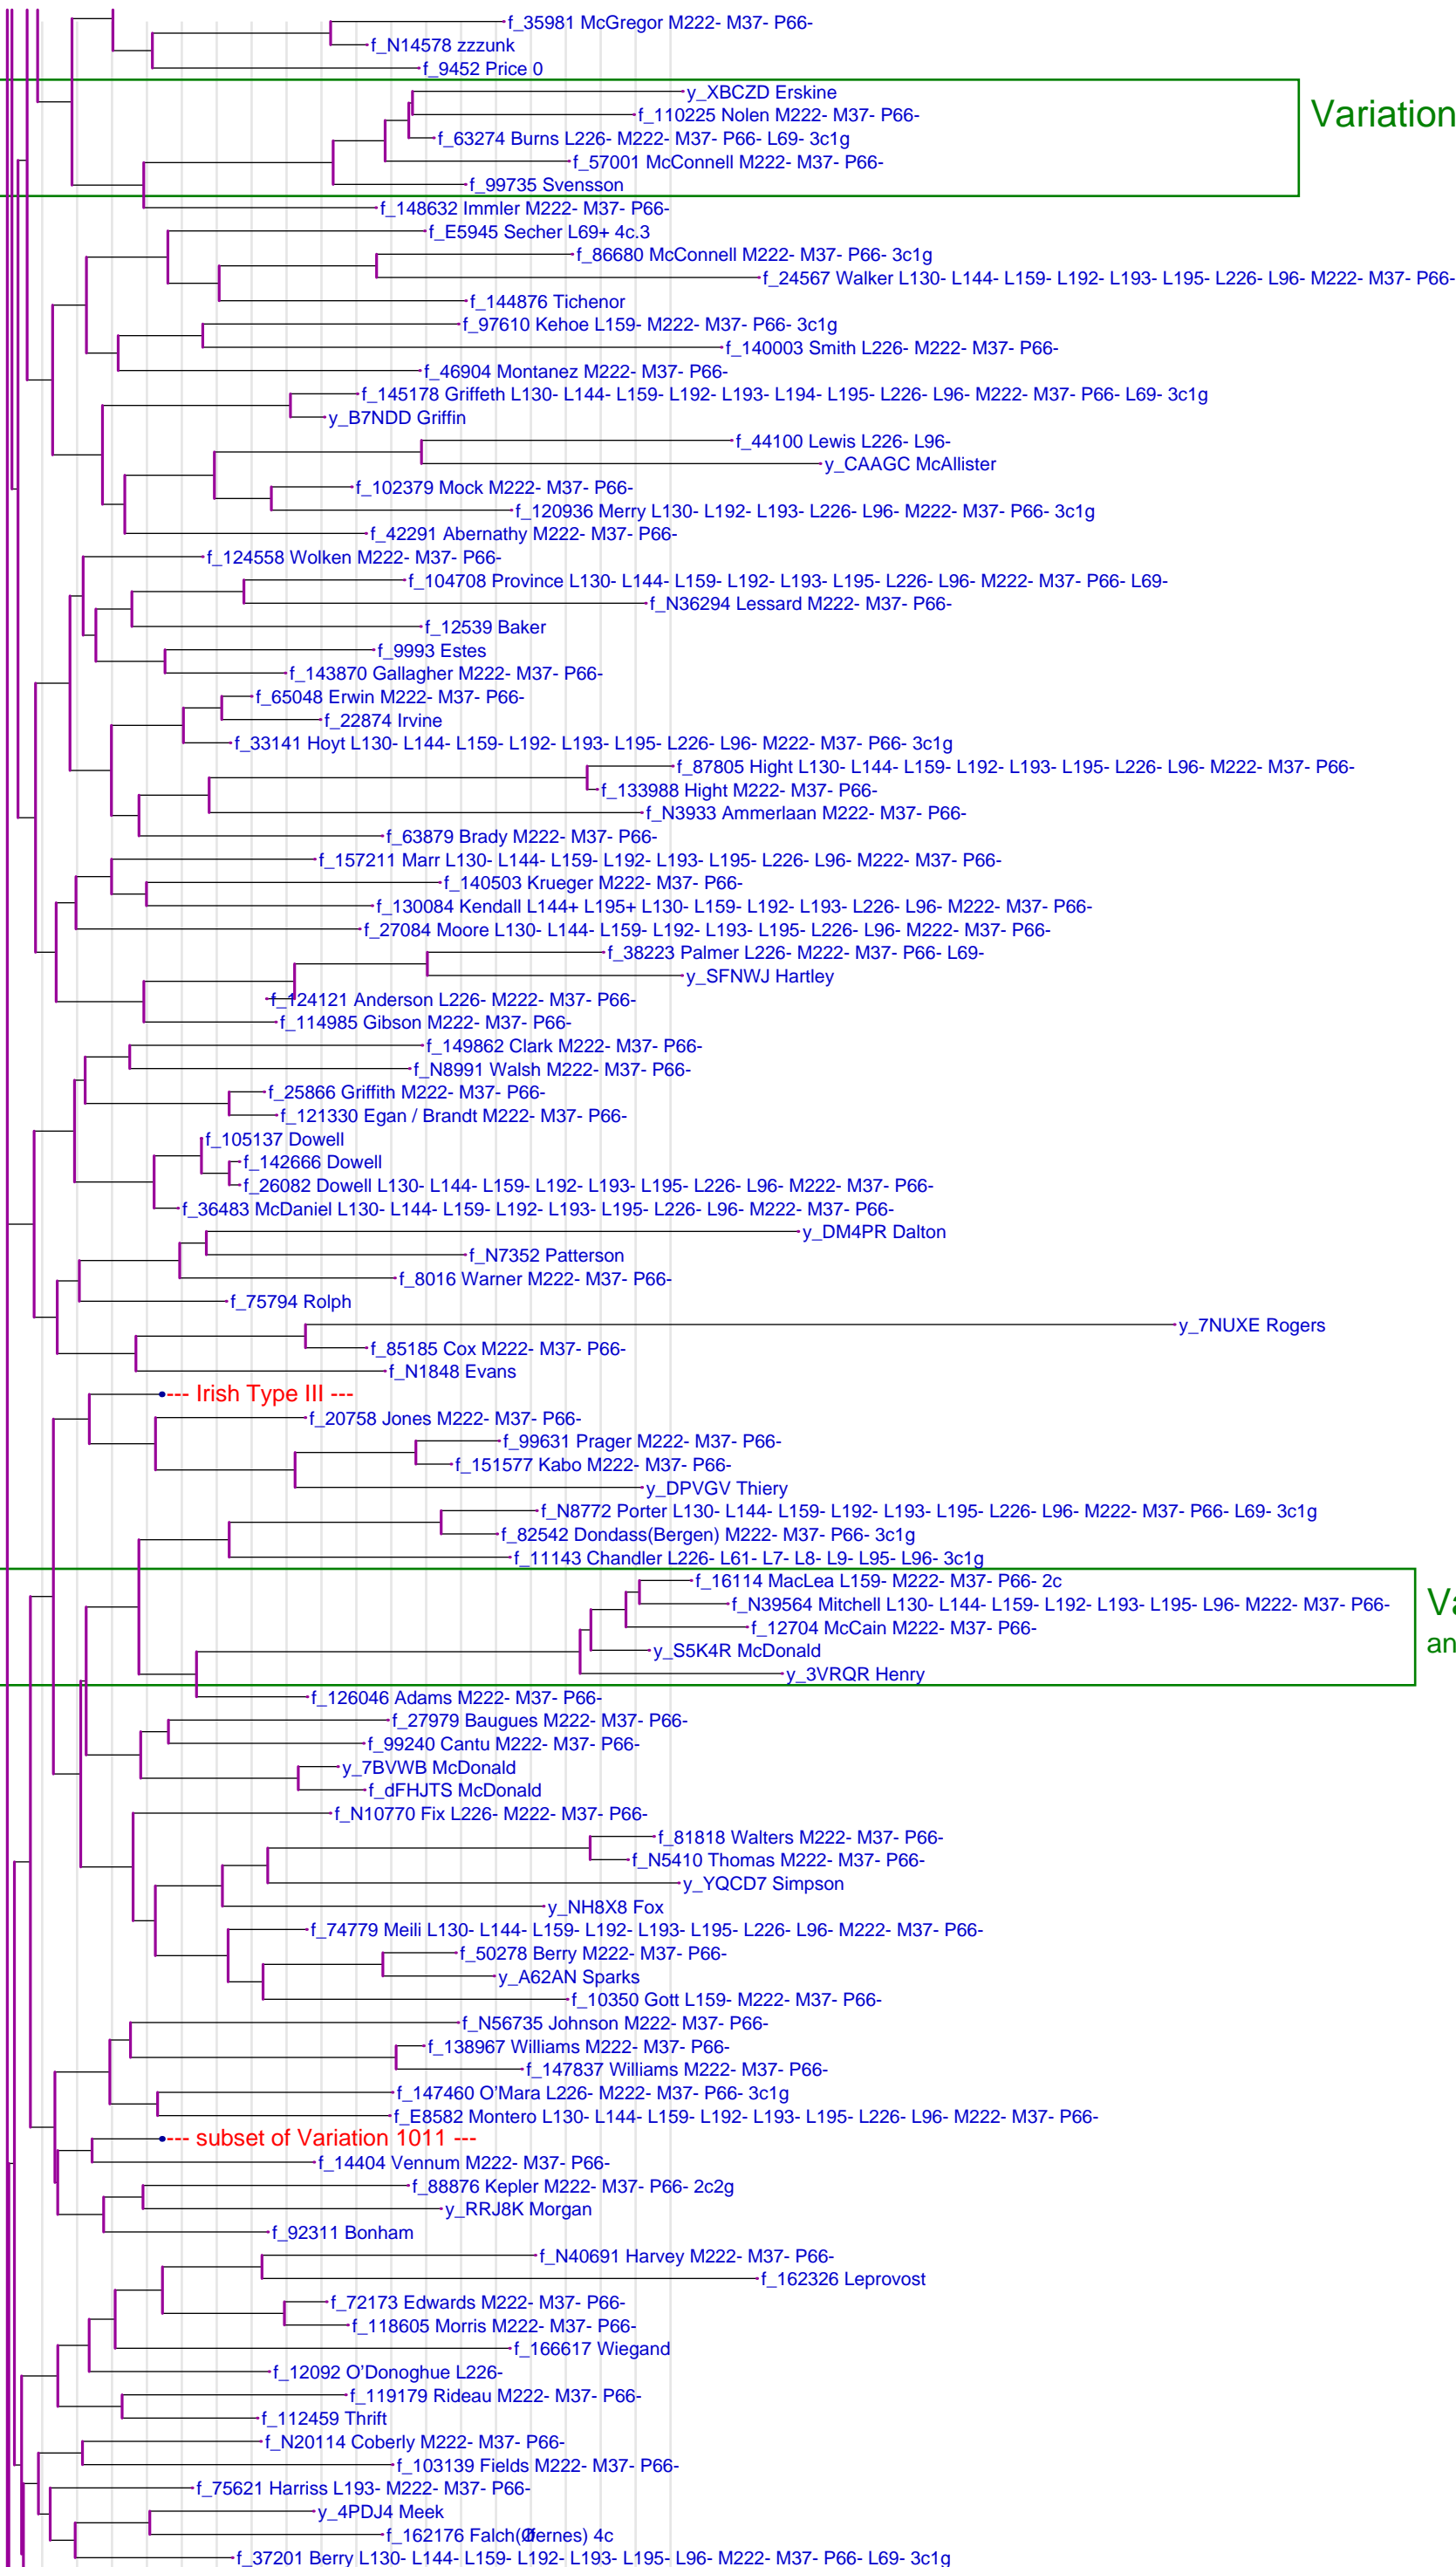 f_35981 McGregor M222- M37- P66-
f_N14578 zzzunk
f_9452 Price 0
y_XBCZD Erskine
Variation
f_110225 Nolen M222- M37- P66-
f_63274 Burns L226- M222- M37- P66- L69- 3c1g
f_57001 McConnell M222- M37- P66-
f_99735 Svensson
f_148632 Immler M222- M37- P66-
f_E5945 Secher L69+ 4c.3
f_86680 McConnell M222- M37- P66- 3c1g
f_24567 Walker L130- L144- L159- L192- L193- L195- L226- L96- M222- M37- P66-
f_144876 Tichenor
f_97610 Kehoe L159- M222- M37- P66- 3c1g
f_140003 Smith L226- M222- M37- P66-
f_46904 Montanez M222- M37- P66-
f_145178 Griffeth L130- L144- L159- L192- L193- L194- L195- L226- L96- M222- M37- P66- L69- 3c1g
y_B7NDD Griffin
f_44100 Lewis L226- L96-
y_CAAGC McAllister
f_102379 Mock M222- M37- P66-
f_120936 Merry L130- L192- L193- L226- L96- M222- M37- P66- 3c1g
f_42291 Abernathy M222- M37- P66-
f_124558 Wolken M222- M37- P66-
f_104708 Province L130- L144- L159- L192- L193- L195- L226- L96- M222- M37- P66- L69-
f_N36294 Lessard M222- M37- P66-
f_12539 Baker
f_9993 Estes
f_143870 Gallagher M222- M37- P66-
f_65048 Erwin M222- M37- P66-
f_22874 Irvine
f_33141 Hoyt L130- L144- L159- L192- L193- L195- L226- L96- M222- M37- P66- 3c1g
f_87805 Hight L130- L144- L159- L192- L193- L195- L226- L96- M222- M37- P66-
f_133988 Hight M222- M37- P66-
f_N3933 Ammerlaan M222- M37- P66-
f_63879 Brady M222- M37- P66-
f_157211 Marr L130- L144- L159- L192- L193- L195- L226- L96- M222- M37- P66-
f_140503 Krueger M222- M37- P66-
f_130084 Kendall L144+ L195+ L130- L159- L192- L193- L226- L96- M222- M37- P66-
f_27084 Moore L130- L144- L159- L192- L193- L195- L226- L96- M222- M37- P66-
f_38223 Palmer L226- M222- M37- P66- L69-
y_SFNWJ Hartley
f_124121 Anderson L226- M222- M37- P66-
f_114985 Gibson M222- M37- P66-
f_149862 Clark M222- M37- P66-
f_N8991 Walsh M222- M37- P66-
f_25866 Griffith M222- M37- P66-
f_121330 Egan / Brandt M222- M37- P66-
f_105137 Dowell
f_142666 Dowell
f_26082 Dowell L130- L144- L159- L192- L193- L195- L226- L96- M222- M37- P66-
f_36483 McDaniel L130- L144- L159- L192- L193- L195- L226- L96- M222- M37- P66-
y_DM4PR Dalton
f_N7352 Patterson
f_8016 Warner M222- M37- P66-
f_75794 Rolph
y_7NUXE Rogers
f_85185 Cox M222- M37- P66-
f_N1848 Evans
--- Irish Type III ---
f_20758 Jones M222- M37- P66-
f_99631 Prager M222- M37- P66-
f_151577 Kabo M222- M37- P66-
y_DPVGV Thiery
f_N8772 Porter L130- L144- L159- L192- L193- L195- L226- L96- M222- M37- P66- L69- 3c1g
f_82542 Dondass(Bergen) M222- M37- P66- 3c1g
f_11143 Chandler L226- L61- L7- L8- L9- L95- L96- 3c1g
f_16114 MacLea L159- M222- M37- P66- 2c
f_N39564 Mitchell L130- L144- L159- L192- L193- L195- L96- M222- M37- P66-
f_12704 McCain M222- M37- P66-
y_S5K4R McDonald
y_3VRQR Henry
f_126046 Adams M222- M37- P66-
f_27979 Baugues M222- M37- P66-
f_99240 Cantu M222- M37- P66-
y_7BVWB McDonald
f_dFHJTS McDonald
f_N10770 Fix L226- M222- M37- P66-
f_81818 Walters M222- M37- P66-
f_N5410 Thomas M222- M37- P66-
y_YQCD7 Simpson
y_NH8X8 Fox
f_74779 Meili L130- L144- L159- L192- L193- L195- L226- L96- M222- M37- P66-
f_50278 Berry M222- M37- P66-
y_A62AN Sparks
f_10350 Gott L159- M222- M37- P66-
f_N56735 Johnson M222- M37- P66-
f_138967 Williams M222- M37- P66-
f_147837 Williams M222- M37- P66-
f_147460 O'Mara L226- M222- M37- P66- 3c1g
f_E8582 Montero L130- L144- L159- L192- L193- L195- L226- L96- M222- M37- P66-
--- subset of Variation 1011 ---
f_14404 Vennum M222- M37- P66-
f_88876 Kepler M222- M37- P66- 2c2g
y_RRJ8K Morgan
f_92311 Bonham
f_N40691 Harvey M222- M37- P66-
f_162326 Leprovost
f_72173 Edwards M222- M37- P66-
f_118605 Morris M222- M37- P66-
f_166617 Wiegand
f_12092 O'Donoghue L226-
f_119179 Rideau M222- M37- P66-
f_112459 Thrift
f_N20114 Coberly M222- M37- P66-
f_103139 Fields M222- M37- P66-
f_75621 Harriss L193- M222- M37- P66-
y_4PDJ4 Meek
f_162176 4c
f_37201 Berry L130- L144- L159- L192- L193- L195- L96- M222- M37- P66- L69- 3c1g